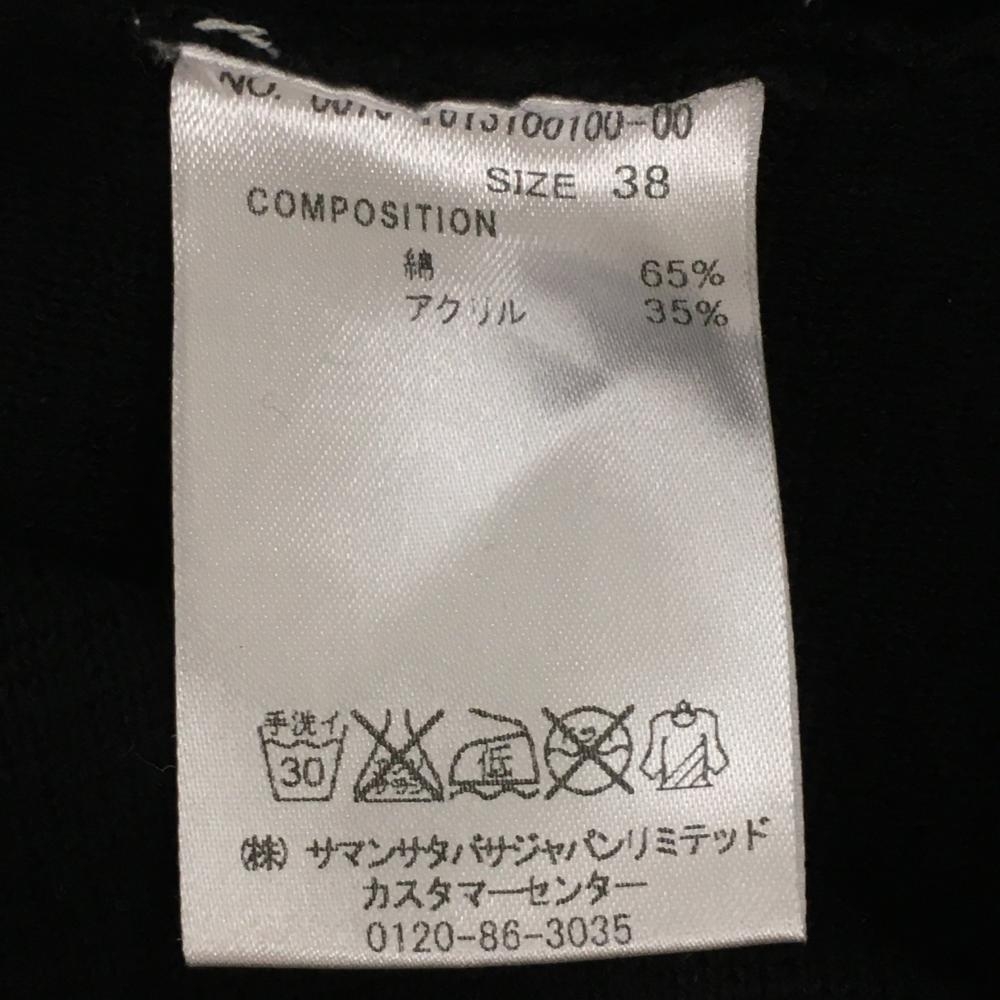 NO.
SIZE 38
COMPOSITION
綿 65%
アクリル 35%
手洗イ
30
低
(株) サマンサタバサジャパンリミテッド
カスタマーセンター
0120-86-3035